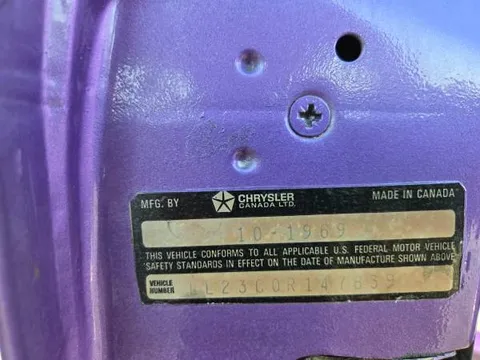 MFG. BY CHRYSLER CANADA LTD. MADE IN CANADA
10-1969
THIS VEHICLE CONFORMS TO ALL APPLICABLE U.S. FEDERAL MOTOR VEHICLE
SAFETY STANDARDS IN EFFECT ON THE DATE OF MANUFACTURE SHOWN ABOVE
VEHICLE NUMBER